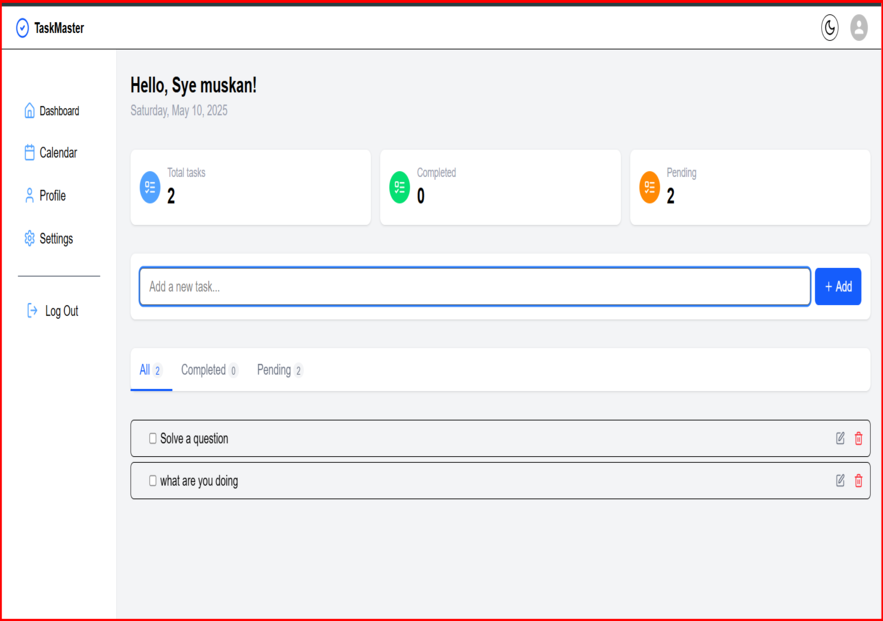 TaskMaster
Dashboard
Calendar
Profile
Settings
Log Out
Hello, Sye muskan!
Saturday, May 10, 2025
Total tasks
2
Completed
0
Pending
2
Add a new task...
+ Add
All 2 Completed 0 Pending 2
Solve a question
what are you doing